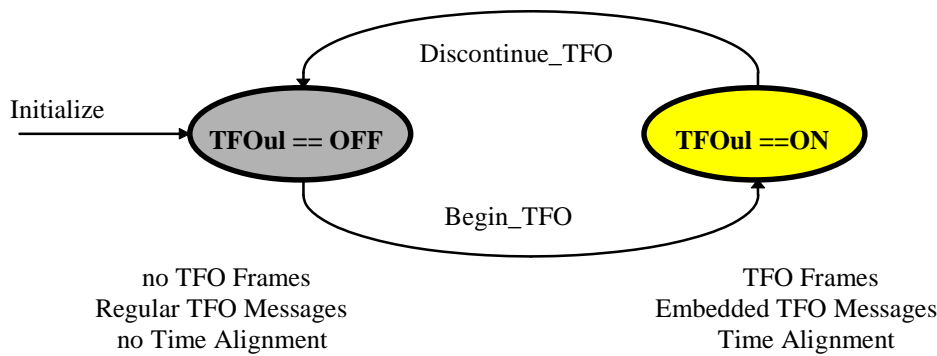 Discontinue_TFO
Initialize
TFOul == OFF
TFOul ==ON
Begin_TFO
no TFO Frames
Regular TFO Messages
no Time Alignment
TFO Frames
Embedded TFO Messages
Time Alignment